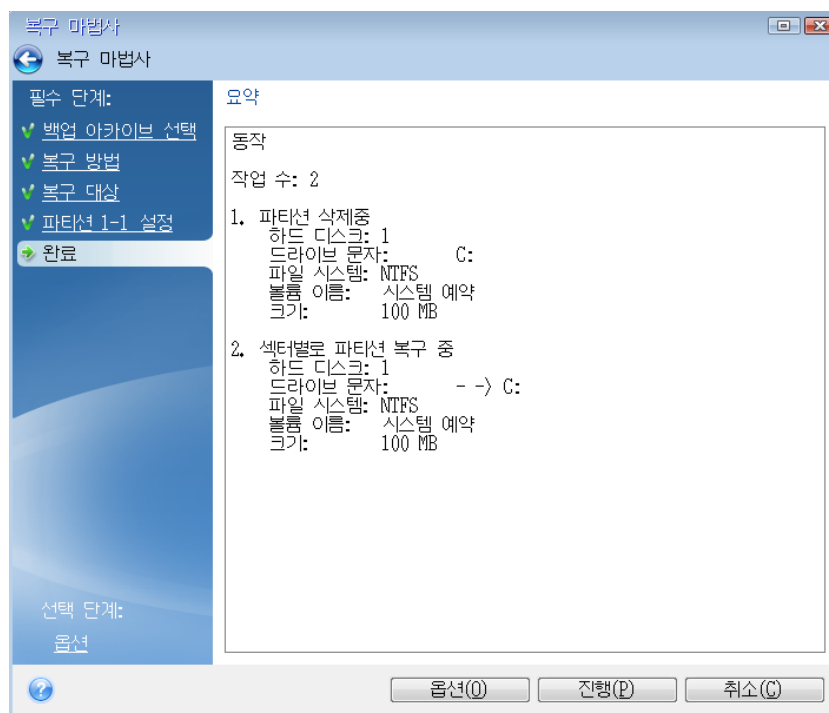 복구 마법사
복구 마법사
필수 단계:
백업 아카이브 선택
복구 방법
복구 대상
파티션 1-1 설정
완료
선택 단계:
옵션
요약
동작
작업 수: 2
1. 파티션 삭제중
하드 디스크: 1
드라이브 문자: C:
파일 시스템: NTFS
볼륨 이름: 시스템 예약
크기: 100 MB
2. 섹터별로 파티션 복구 중
하드 디스크: 1
드라이브 문자: - -> C:
파일 시스템: NTFS
볼륨 이름: 시스템 예약
크기: 100 MB
옵션(O) 진행(P) 취소(C)